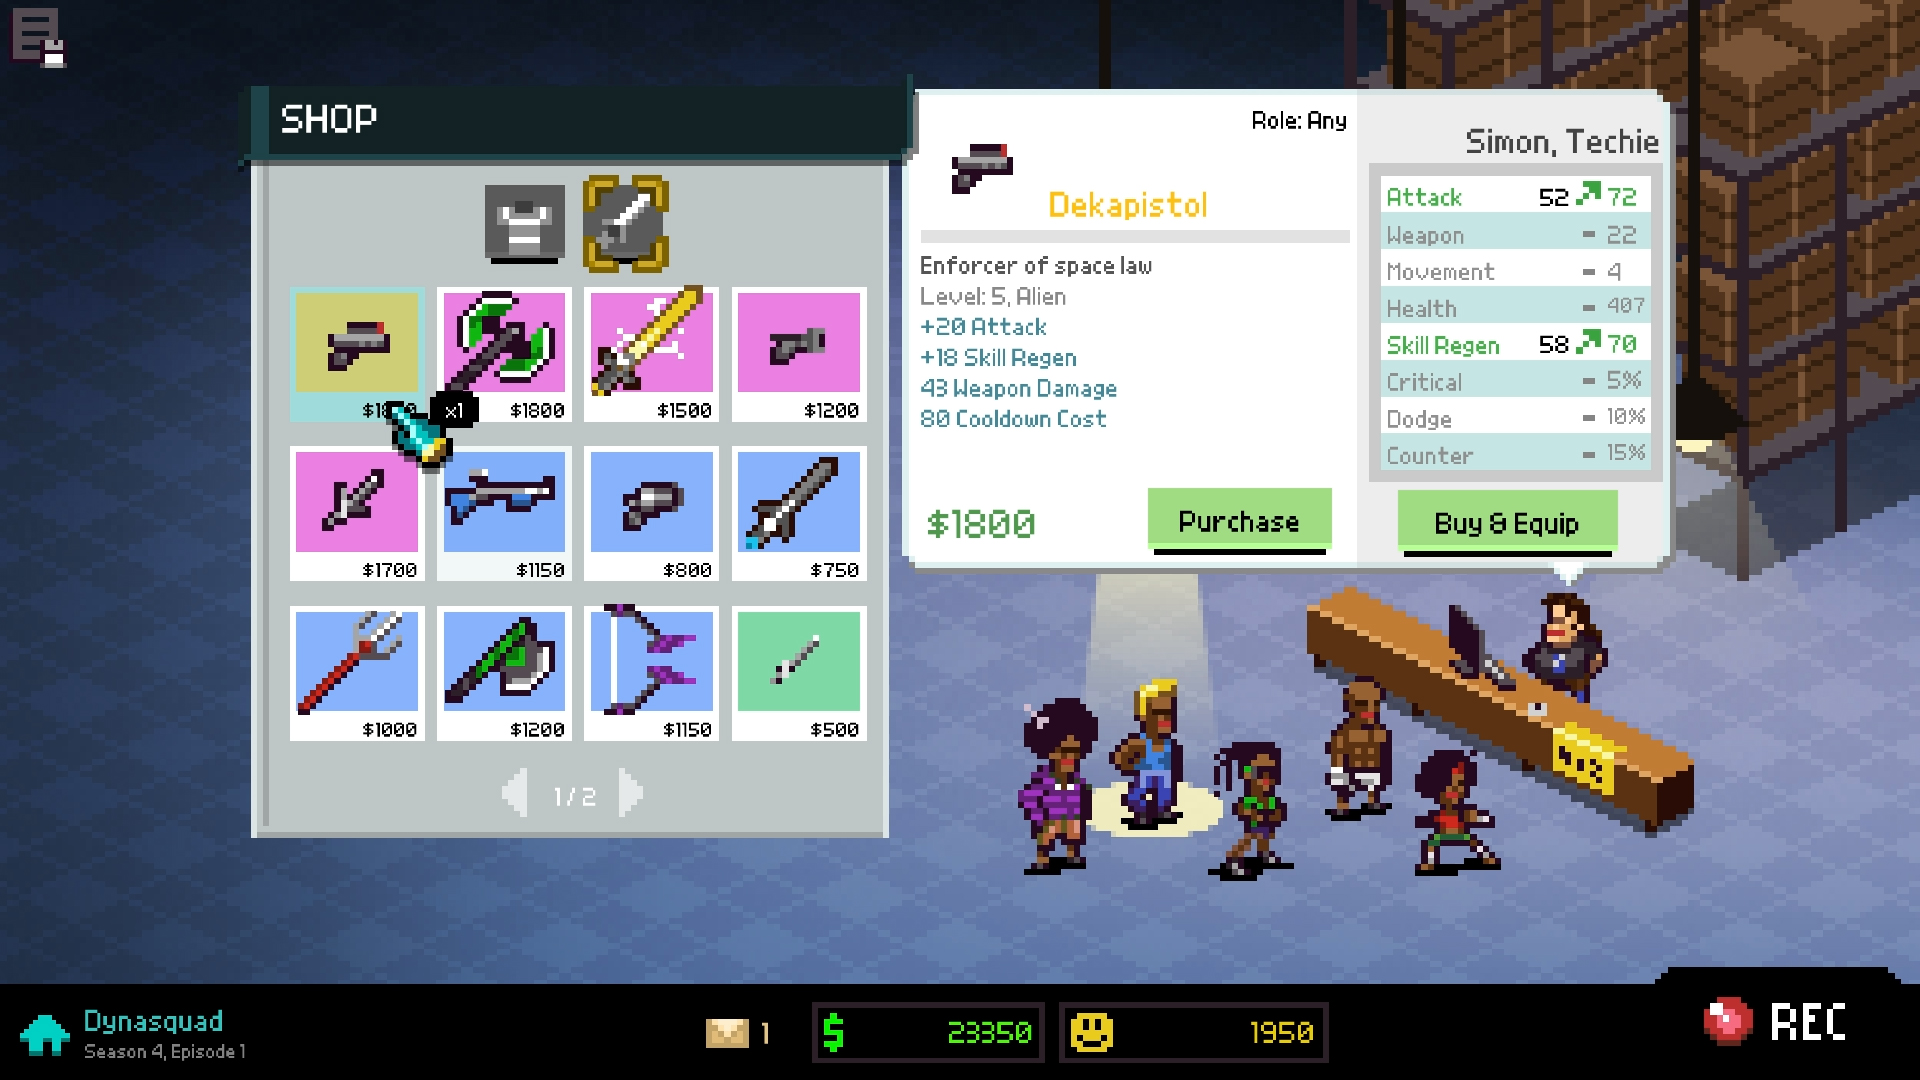 SHOP
$1800
$1500
$1200
x1
$1700
$1150
$800
$750
$1000
$1200
$1150
$500
1/2
Role: Any
Dekapistol
Enforcer of space law
Level: 5, Alien
+20 Attack
+18 Skill Regen
43 Weapon Damage
80 Cooldown Cost
$1800
Purchase
Simon, Techie
Attack 52 72
Weapon - 22
Movement - 4
Health - 407
Skill Regen 58 70
Critical - 5%
Dodge - 10%
Counter - 15%
Buy & Equip
Dynasquad
Season 4, Episode 1
1
$ 23350
1950
REC